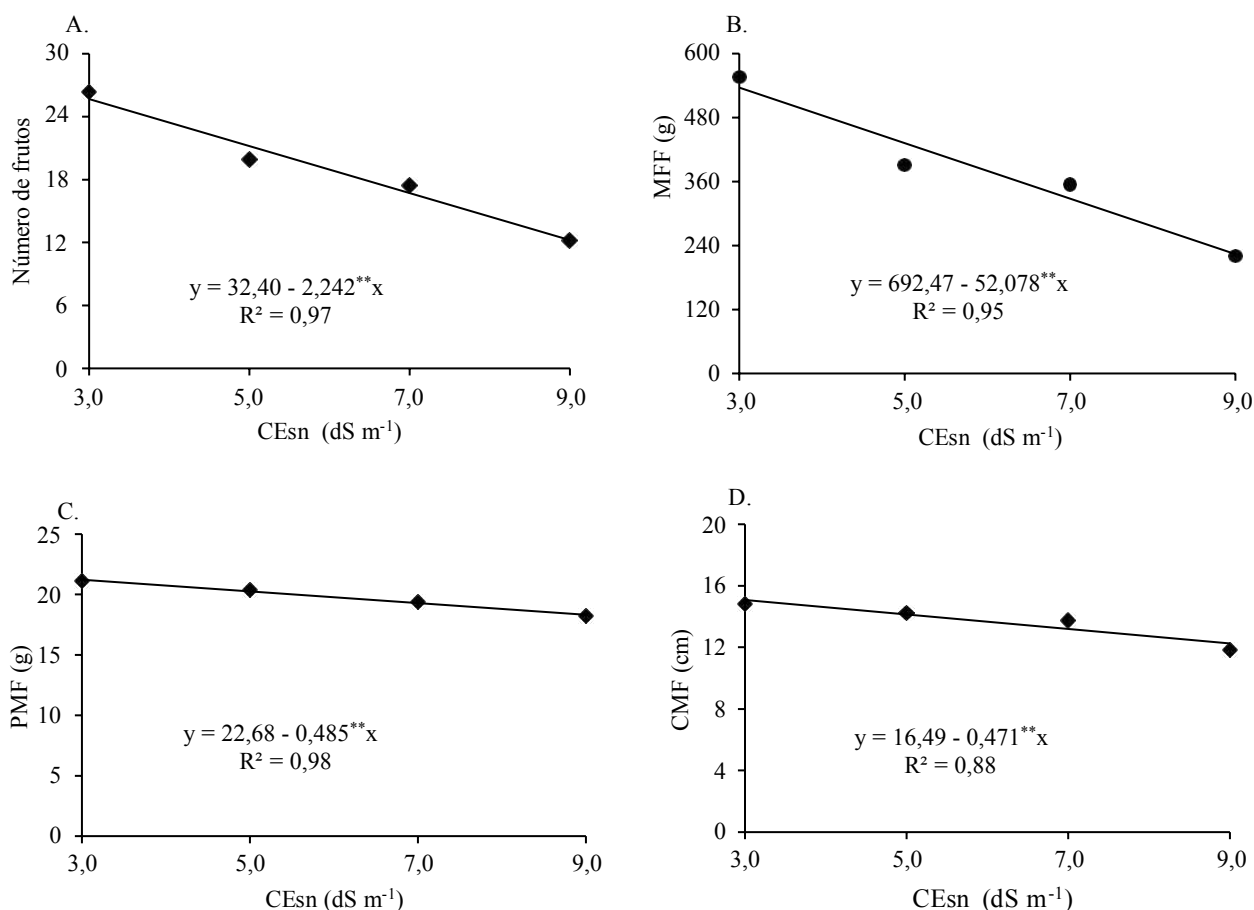 A.
Número de frutos
30
24
18
12
6
0
y = 32,40 - 2,242**x
R² = 0,97
3,0 5,0 7,0 9,0
CEsn (dS m-1)
B.
MFF (g)
600
480
360
240
120
0
y = 692,47 - 52,078**x
R² = 0,95
3,0 5,0 7,0 9,0
CEsn (dS m-1)
C.
PMF (g)
25
20
15
10
5
0
y = 22,68 - 0,485**x
R² = 0,98
3,0 5,0 7,0 9,0
CEsn (dS m-1)
D.
CMF (cm)
20
16
12
8
4
0
y = 16,49 - 0,471**x
R² = 0,88
3,0 5,0 7,0 9,0
CEsn (dS m-1)